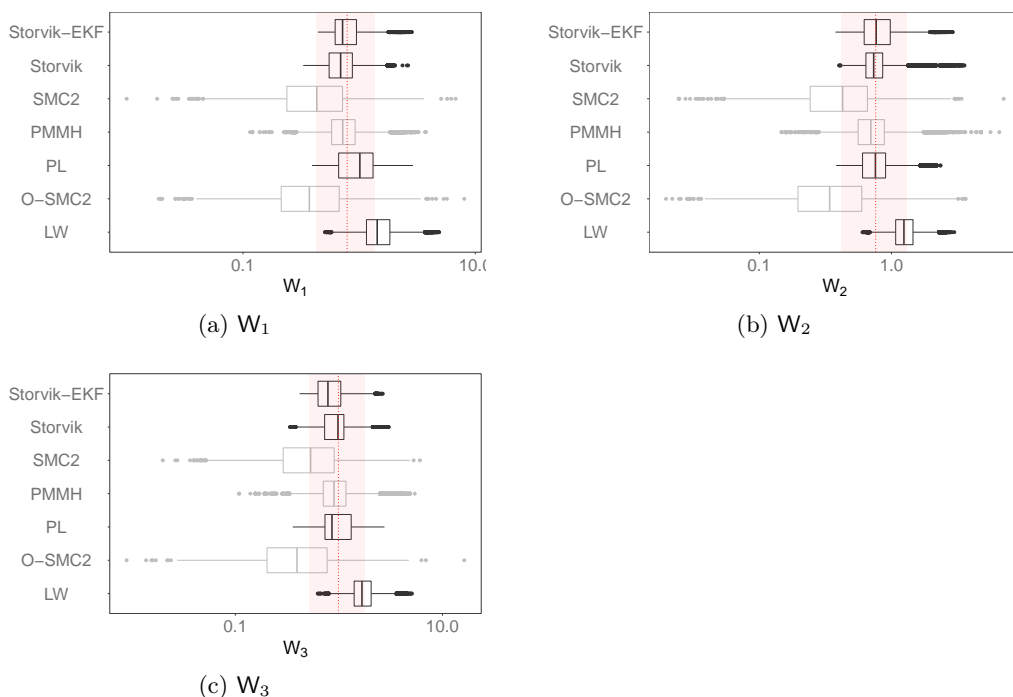 Storvik−EKF
Storvik
SMC2
PMMH
PL
O−SMC2
LW
0.1
10.0
W1
(a) W1
Storvik−EKF
Storvik
SMC2
PMMH
PL
O−SMC2
LW
0.1
1.0
W2
(b) W2
Storvik−EKF
Storvik
SMC2
PMMH
PL
O−SMC2
LW
0.1
10.0
W3
(c) W3